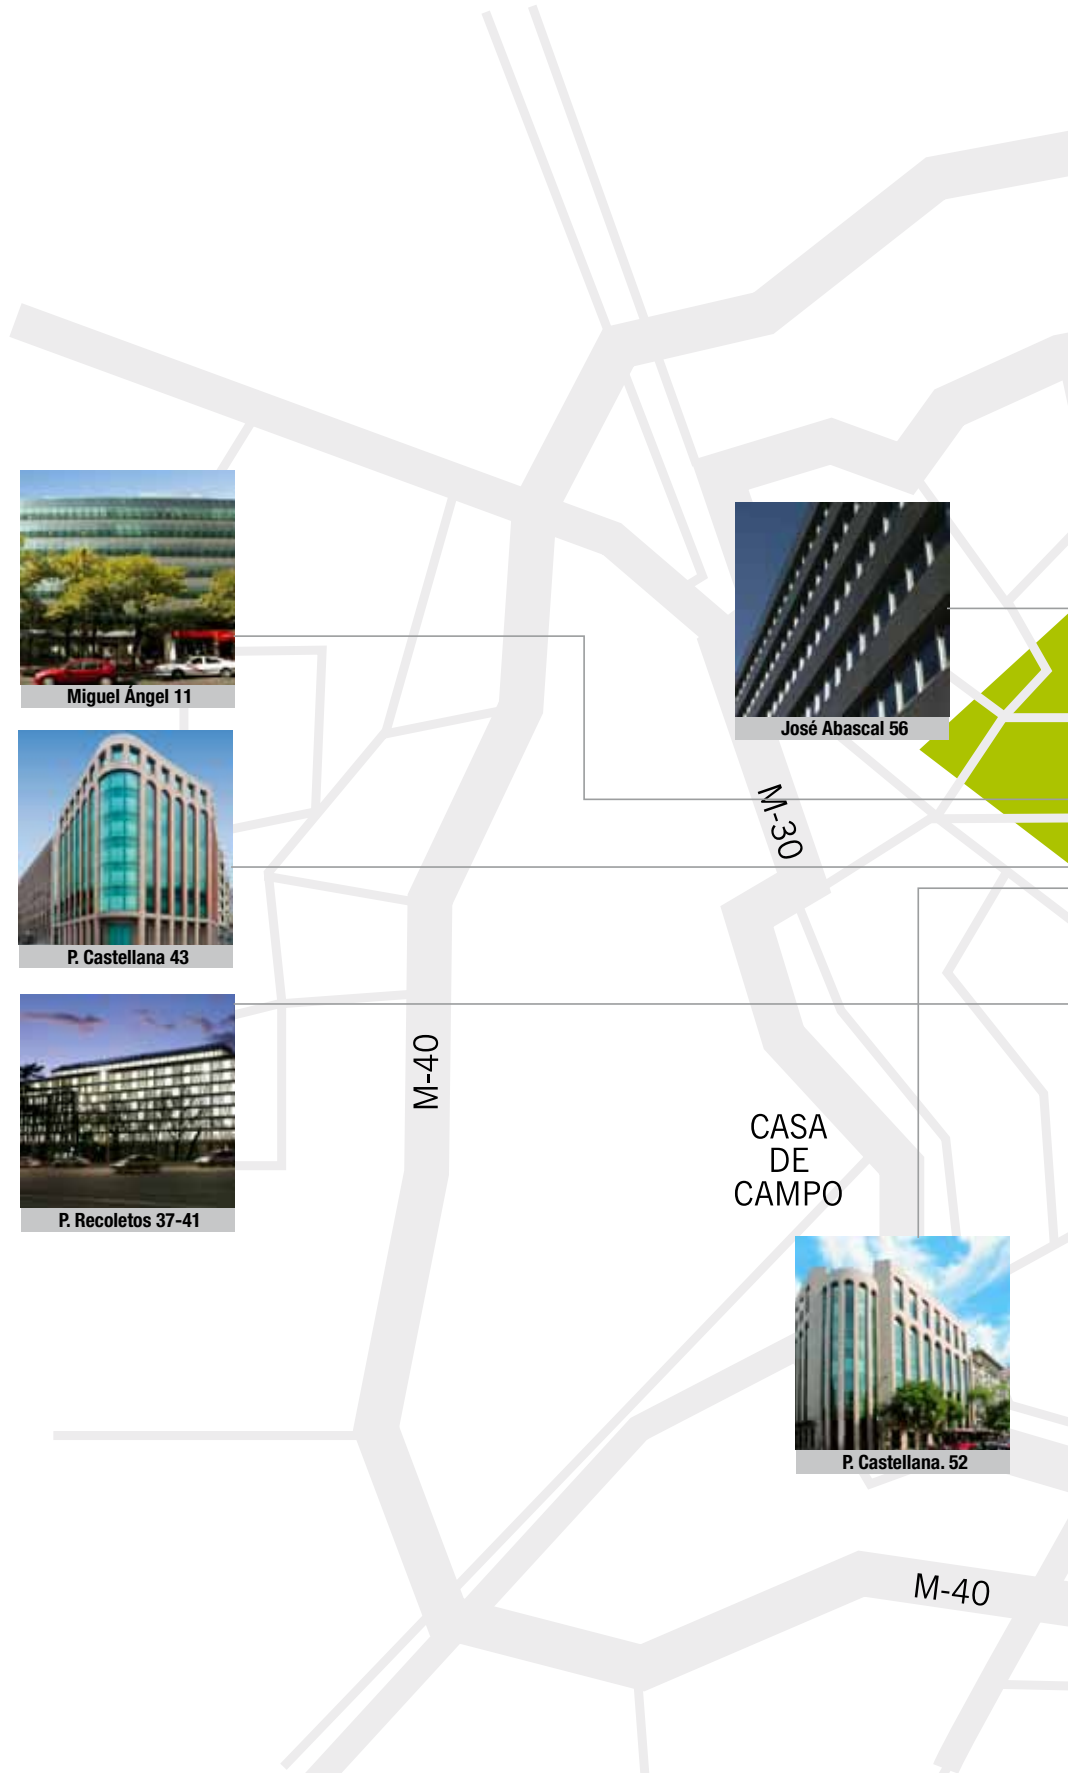 Miguel Ángel 11
José Abascal 56
M-30
P. Castellana 43
M-40
CASA
DE
CAMPO
P. Recoletos 37-41
P. Castellana. 52
M-40